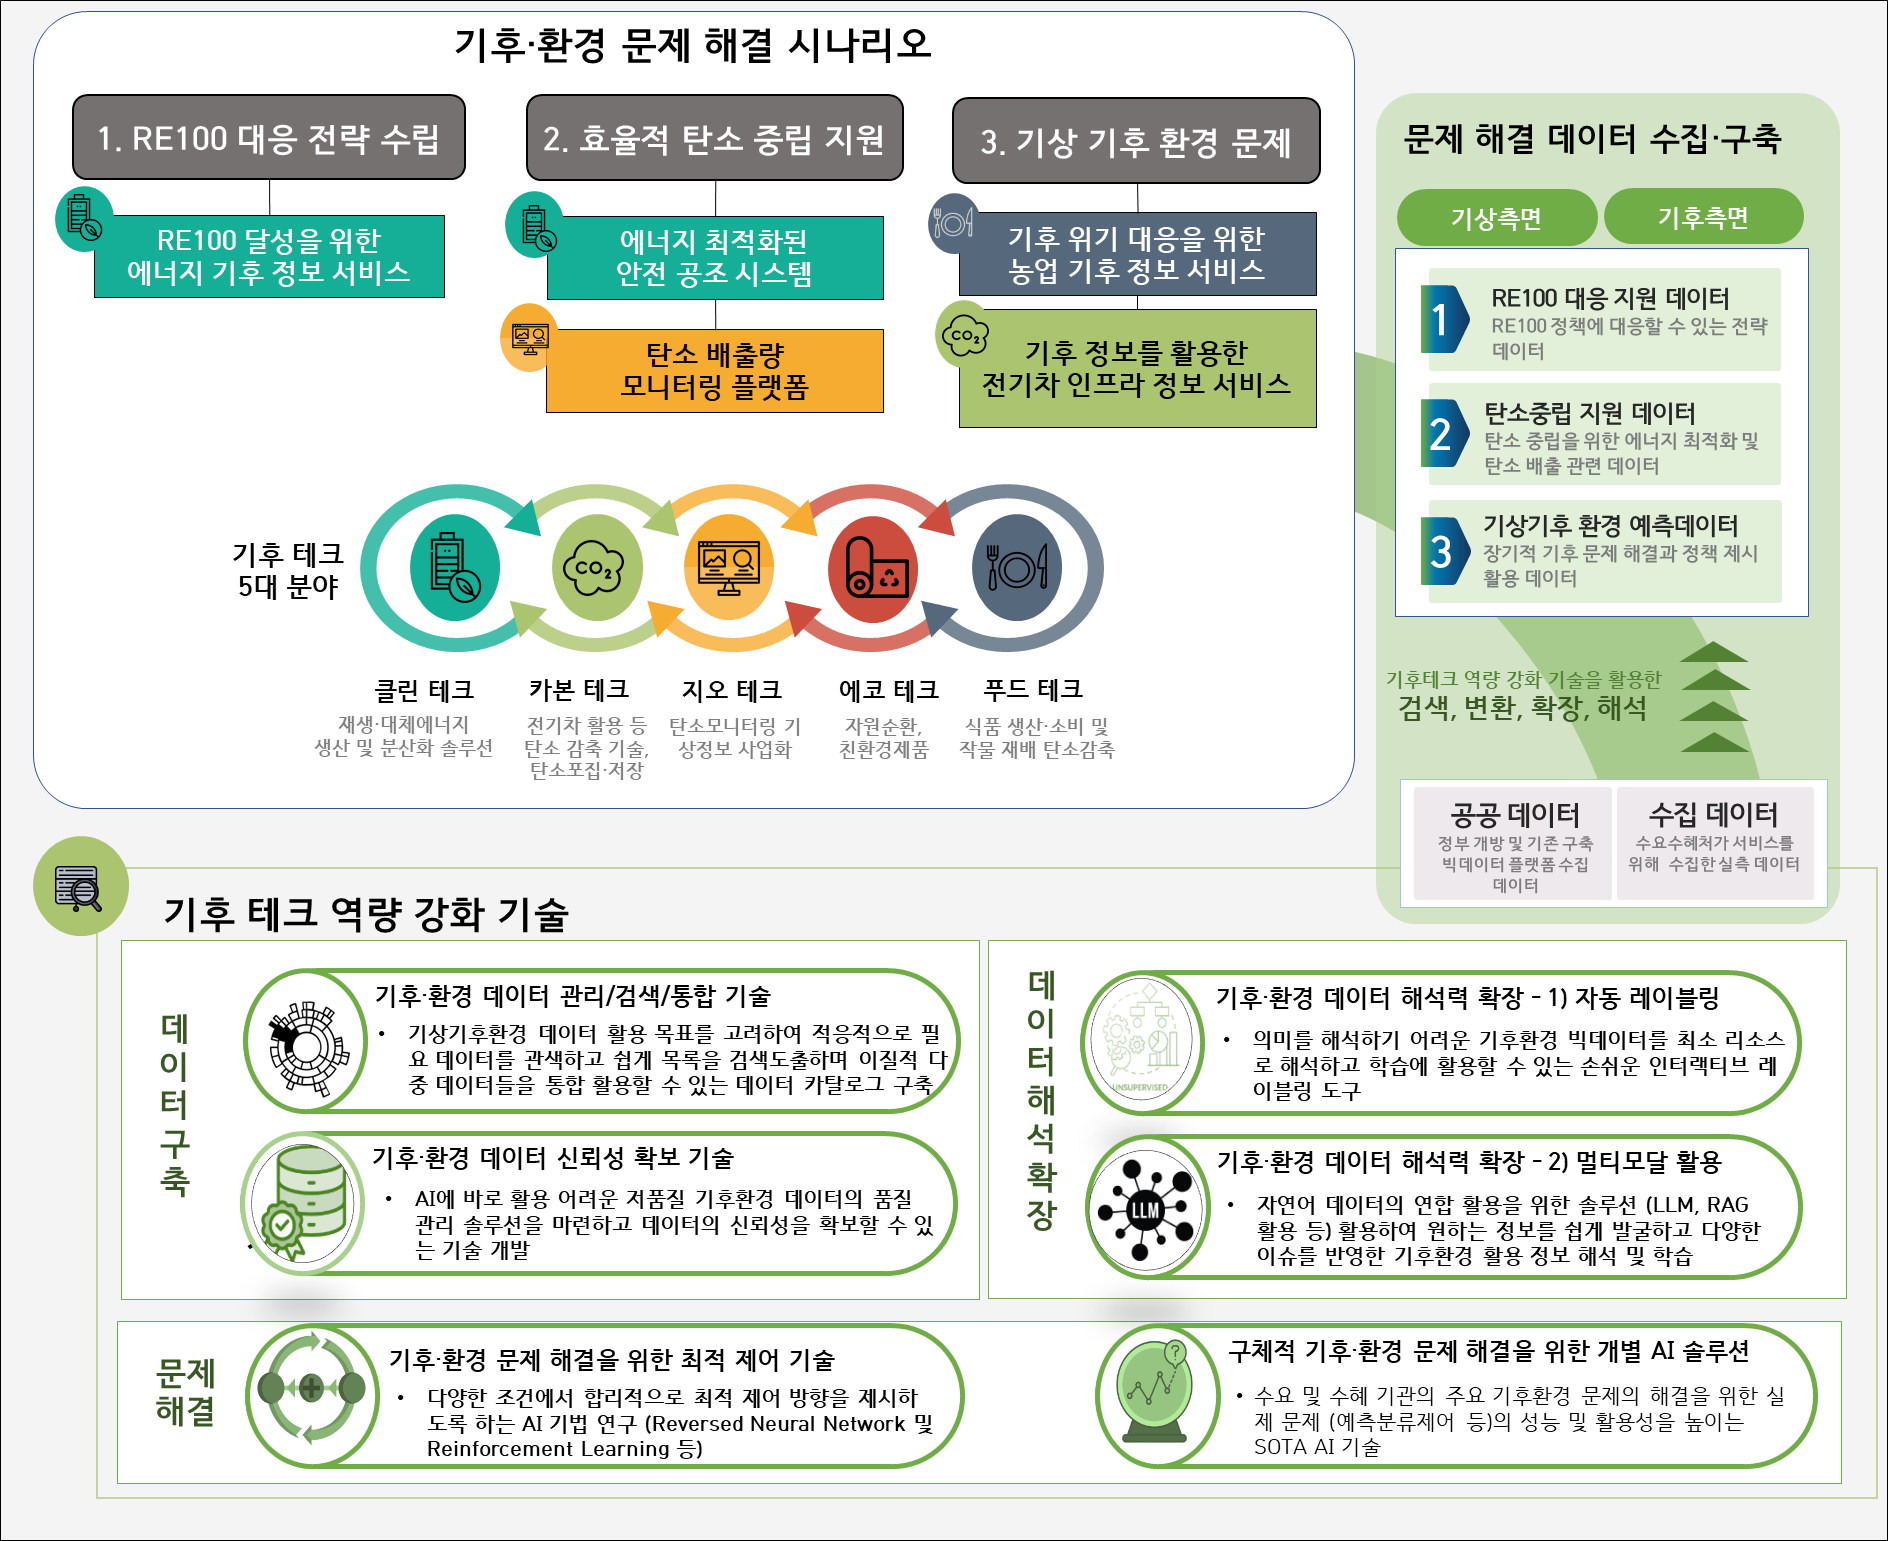 기후·환경 문제 해결 시나리오
1. RE100 대응 전략 수립
RE100 달성을 위한
에너지 기후 정보 서비스
2. 효율적 탄소 중립 지원
에너지 최적화된
안전 공조 시스템
탄소 배출량
모니터링 플랫폼
3. 기상 기후 환경 문제
기후 위기 대응을 위한
농업 기후 정보 서비스
CO2
기후 정보를 활용한
전기차 인프라 정보 서비스
기후 테크
5대 분야
CO2
클린 테크
재생·대체에너지
생산 및 분산화 솔루션
카본 테크
전기차 활용 등
탄소 감축 기술,
탄소포집·저장
지오 테크
탄소모니터링 기
상정보 사업화
에코 테크
자원순환,
친환경제품
푸드 테크
식품 생산·소비 및
작물 재배 탄소감축
문제 해결 데이터 수집·구축
기상측면
기후측면
1
RE100 대응 지원 데이터
RE100 정책에 대응할 수 있는 전략
데이터
2
탄소중립 지원 데이터
탄소 중립을 위한 에너지 최적화 및
탄소 배출 관련 데이터
3
기상기후 환경 예측데이터
장기적 기후 문제 해결과 정책 제시
활용 데이터
기후테크 역량 강화 기술을 활용한
검색, 변환, 확장, 해석
공공 데이터
정부 개방 및 기존 구축
빅데이터 플랫폼 수집
데이터
수집 데이터
수요수혜처가 서비스를
위해 수집한 실측 데이터
기후 테크 역량 강화 기술
데
이
터
구
축
기후·환경 데이터 관리/검색/통합 기술
• 기상기후환경 데이터 활용 목표를 고려하여 적응적으로 필
요 데이터를 관색하고 쉽게 목록을 검색도출하며 이질적 다
중 데이터들을 통합 활용할 수 있는 데이터 카탈로그 구축
기후·환경 데이터 신뢰성 확보 기술
• AI에 바로 활용 어려운 저품질 기후환경 데이터의 품질
관리 솔루션을 마련하고 데이터의 신뢰성을 확보할 수 있
는 기술 개발
데
이
터
해
석
확
장
UNSUPERVISED
기후·환경 데이터 해석력 확장 – 1) 자동 레이블링
• 의미를 해석하기 어려운 기후환경 빅데이터를 최소 리소스
로 해석하고 학습에 활용할 수 있는 손쉬운 인터랙티브 레
이블링 도구
LLM
기후·환경 데이터 해석력 확장 – 2) 멀티모달 활용
• 자연어 데이터의 연합 활용을 위한 솔루션 (LLM, RAG
활용 등) 활용하여 원하는 정보를 쉽게 발굴하고 다양한
이슈를 반영한 기후환경 활용 정보 해석 및 학습
문제
해결
기후·환경 문제 해결을 위한 최적 제어 기술
• 다양한 조건에서 합리적으로 최적 제어 방향을 제시하
도록 하는 AI 기법 연구 (Reversed Neural Network 및
Reinforcement Learning 등)
?
구체적 기후·환경 문제 해결을 위한 개별 AI 솔루션
• 수요 및 수혜 기관의 주요 기후환경 문제의 해결을 위한 실
제 문제 (예측분류제어 등)의 성능 및 활용성을 높이는
SOTA AI 기술